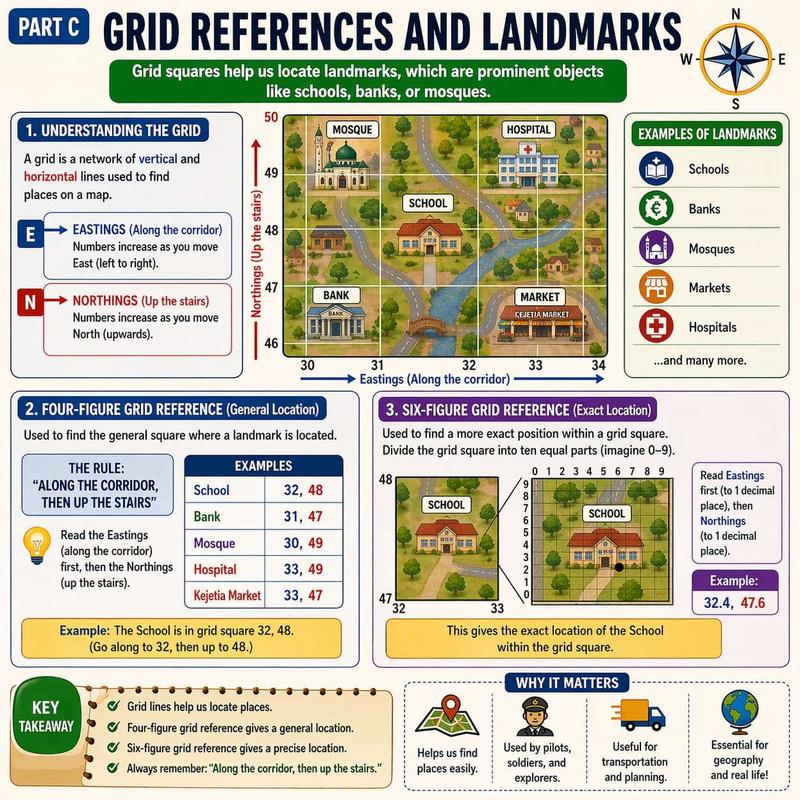 PART C
GRID REFERENCES AND LANDMARKS
Grid squares help us locate landmarks, which are prominent objects
like schools, banks, or mosques.
N
W
E
S
1. UNDERSTANDING THE GRID
A grid is a network of vertical and
horizontal lines used to find
places on a map.
E
EASTINGS (Along the corridor)
Numbers increase as you move
East (left to right).
N
NORTHINGS (Up the stairs)
Numbers increase as you move
North (upwards).
Northings (Up the stairs)
50
49
48
47
46
MOSQUE
HOSPITAL
SCHOOL
BANK
BANK
MARKET
KEJETIA MARKET
30 31 32 33 34
Eastings (Along the corridor)
EXAMPLES OF LANDMARKS
Schools
Banks
Mosques
Markets
Hospitals
...and many more.
2. FOUR-FIGURE GRID REFERENCE (General Location)
Used to find the general square where a landmark is located.
THE RULE:
“ALONG THE CORRIDOR,
THEN UP THE STAIRS”
Read the Eastings
(along the corridor)
first, then the Northings
(up the stairs).
EXAMPLES
School 32, 48
Bank 31, 47
Mosque 30, 49
Hospital 33, 49
Kejetia Market 33, 47
Example: The School is in grid square 32, 48.
(Go along to 32, then up to 48.)
3. SIX-FIGURE GRID REFERENCE (Exact Location)
Used to find a more exact position within a grid square.
Divide the grid square into ten equal parts (imagine 0–9).
48
47
32 33
SCHOOL
0 1 2 3 4 5 6 7 8 9
9
8
7
6
5
4
3
2
1
0
SCHOOL
Read Eastings
first (to 1 decimal
place), then
Northings
(to 1 decimal
place).
Example:
32.4, 47.6
This gives the exact location of the School
within the grid square.
KEY
TAKEAWAY
Grid lines help us locate places.
Four-figure grid reference gives a general location.
Six-figure grid reference gives a precise location.
Always remember: “Along the corridor, then up the stairs.”
WHY IT MATTERS
Helps us find
places easily.
Used by pilots,
soldiers, and
explorers.
Useful for
transportation
and planning.
Essential for
geography
and real life!